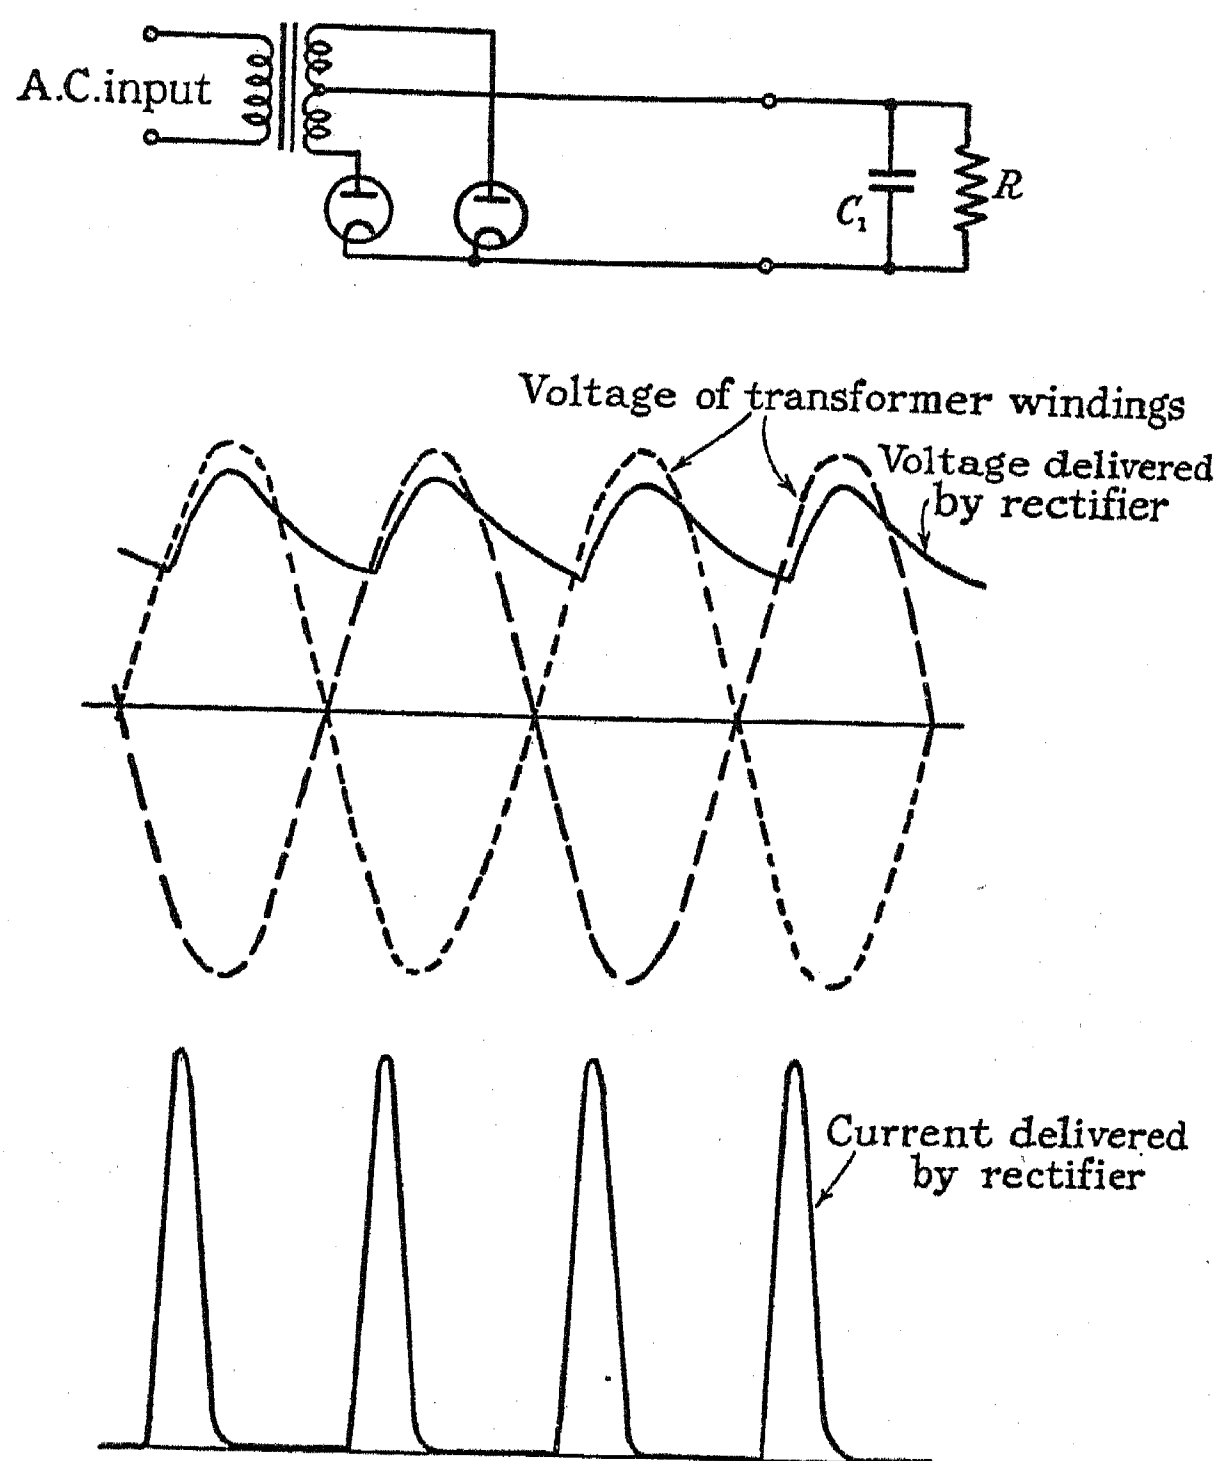 A.C.input
C₁
R
Voltage of transformer windings
Voltage delivered
by rectifier
Current delivered
by rectifier